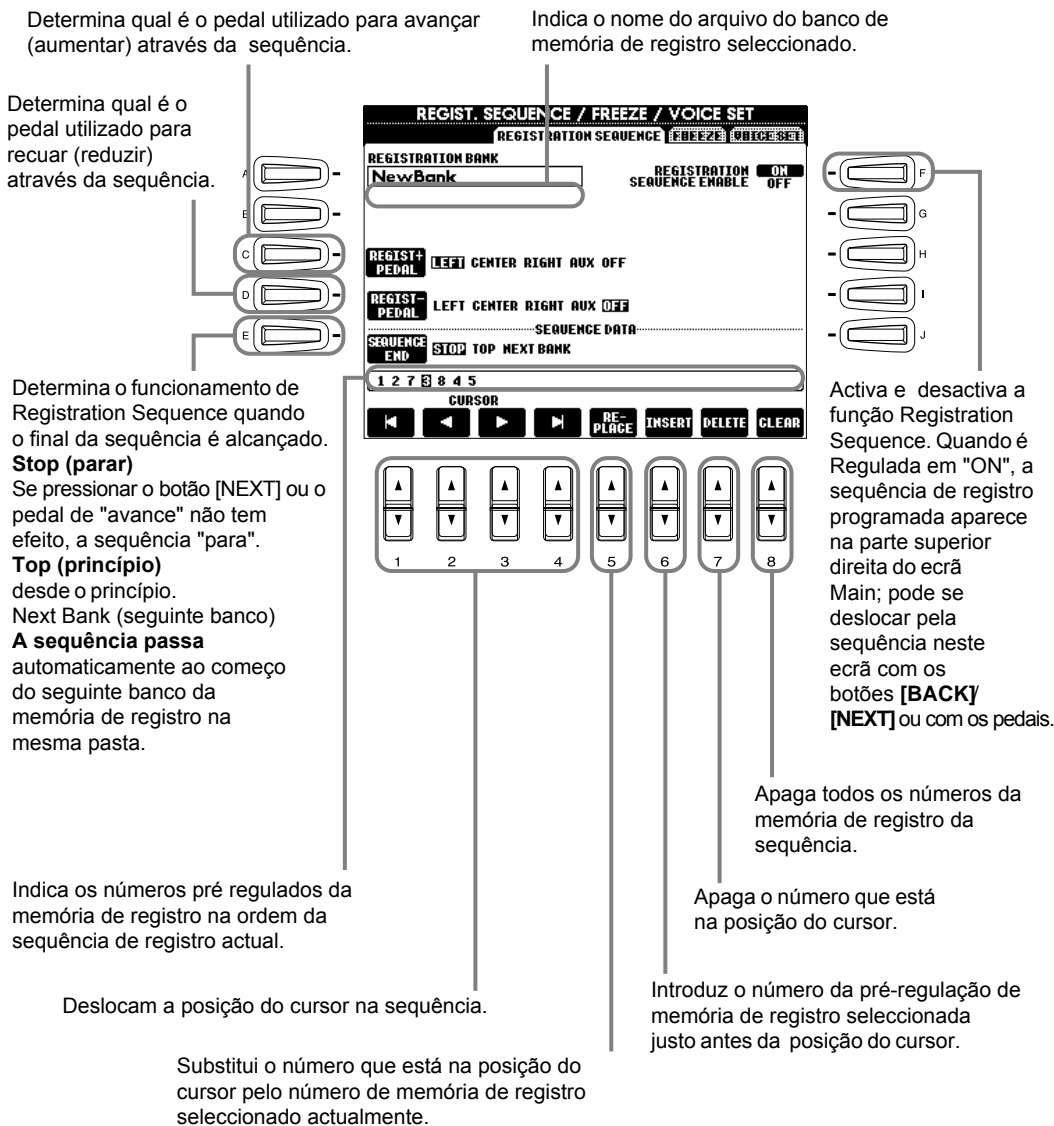 Determina qual é o pedal utilizado para avançar
(aumentar) através da sequência.
Indica o nome do arquivo do banco de
memória de registro seleccionado.
Determina qual é o
pedal utilizado para
recuar (reduzir)
através da sequência.
REGIST. SEQUENCE / FREEZE / VOICE SET
REGISTRATION SEQUENCE FREEZE VOICE SET
REGISTRATION BANK
NewBank
REGISTRATION ON
SEQUENCE ENABLE OFF
REGIST+
PEDAL LEFT CENTER RIGHT AUX OFF
REGIST-
PEDAL LEFT CENTER RIGHT AUX OFF
SEQUENCE DATA
SEQUENCE
END STOP TOP NEXT BANK
1 2 7 3 8 4 5
CURSOR
RE-
PLACE INSERT DELETE CLEAR
A
B
C
D
E
F
G
H
I
J
1 2 3 4 5 6 7 8
Determina o funcionamento de
Registration Sequence quando
o final da sequência é alcançado.
Stop (parar)
Se pressionar o botão [NEXT] ou o
pedal de "avance" não tem
efeito, a sequência "para".
Top (princípio)
desde o princípio.
Next Bank (seguinte banco)
A sequência passa
automaticamente ao começo
do seguinte banco da
memória de registro na
mesma pasta.
Activa e desactiva a
função Registration
Sequence. Quando é
Regulada em "ON", a
sequência de registro
programada aparece
na parte superior
direita do ecrã
Main; pode se
deslocar pela
sequência neste
ecrã com os
botões [BACK]/
[NEXT] ou com os pedais.
Apaga todos os números da
memória de registro da
sequência.
Apaga o número que está
na posição do cursor.
Indica os números pré regulados da
memória de registro na ordem da
sequência de registro actual.
Introduz o número da pré-regulação de
memória de registro seleccionada
justo antes da posição do cursor.
Deslocam a posição do cursor na sequência.
Substitui o número que está na posição do
cursor pelo número de memória de registro
seleccionado actualmente.